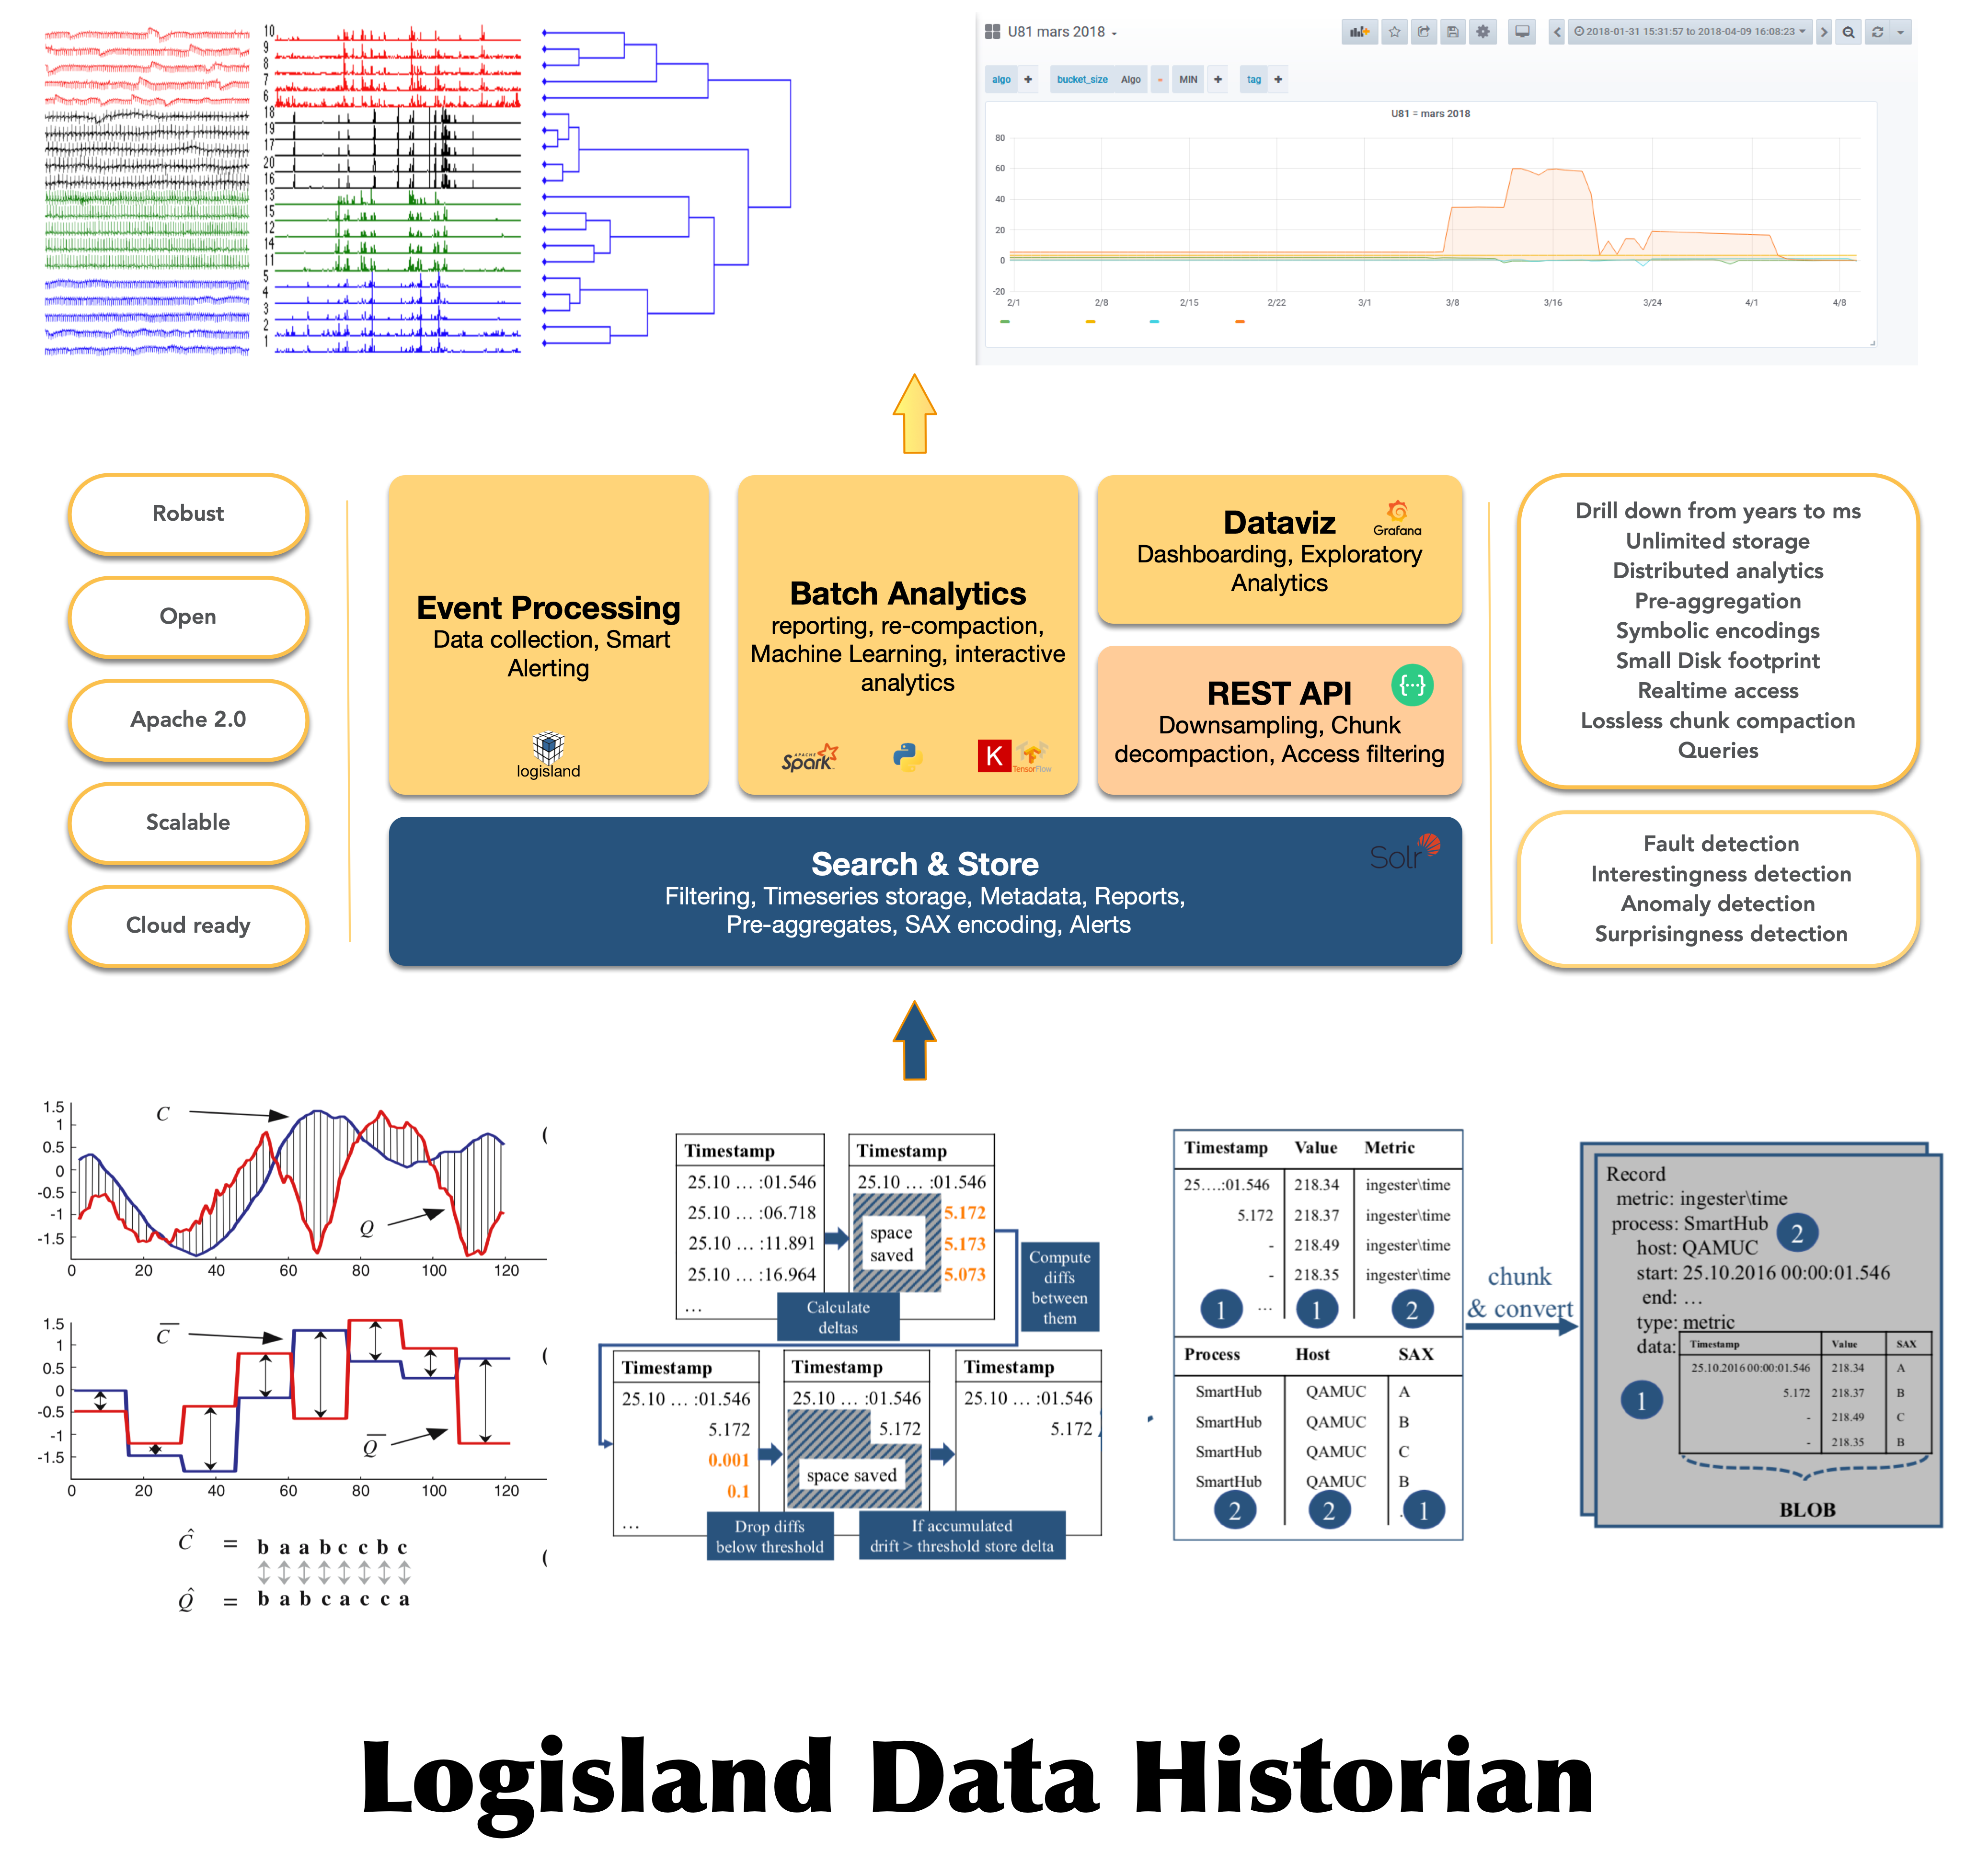 10
9
8
7
6
18
19
17
20
16
13
15
12
14
11
5
4
3
2
1
U81 mars 2018
2018-01-31 15:31:57 to 2018-04-09 16:08:23
algo +
bucket_size Algo - MIN +
tag +
U81 = mars 2018
80
60
40
20
0
-20
2/1 2/8 2/15 2/22 3/1 3/8 3/16 3/24 4/1 4/8
Robust
Open
Apache 2.0
Scalable
Cloud ready
Event Processing
Data collection, Smart
Alerting
logisland
Batch Analytics
reporting, re-compaction,
Machine Learning, interactive
analytics
APACHE
Spark
K
TensorFlow
Dataviz
Grafana
Dashboarding, Exploratory
Analytics
REST API
{···}
Downsampling, Chunk
decompaction, Access filtering
Search & Store
Solr
Filtering, Timeseries storage, Metadata, Reports,
Pre-aggregates, SAX encoding, Alerts
Drill down from years to ms
Unlimited storage
Distributed analytics
Pre-aggregation
Symbolic encodings
Small Disk footprint
Realtime access
Lossless chunk compaction
Queries
Fault detection
Interestingness detection
Anomaly detection
Surprisingness detection
1.5
1
0.5
0
-0.5
-1
-1.5
0 20 40 60 80 100 120
C
Q
(
1.5
1
0.5
0
-0.5
-1
-1.5
0 20 40 60 80 100 120
C̅
Q̅
(
Ĉ = b a a b c c b c
Q̂ = b a b c a c c a
(
Timestamp
25.10 … :01.546
25.10 … :06.718
25.10 … :11.891
25.10 … :16.964
…
Calculate
deltas
Timestamp
25.10 … :01.546
5.172
5.173
5.073
space
saved
Compute
diffs
between
them
Timestamp
25.10 … :01.546
5.172
0.001
0.1
…
Drop diffs
below threshold
Timestamp
25.10 … :01.546
5.172
space saved
If accumulated
drift > threshold store delta
Timestamp
25.10 … :01.546
5.172
Timestamp Value Metric
25….:01.546 218.34 ingester\time
5.172 218.37 ingester\time
- 218.49 ingester\time
- 218.35 ingester\time
1 … 1 2
Process Host SAX
SmartHub QAMUC A
SmartHub QAMUC B
SmartHub QAMUC C
SmartHub QAMUC B
2 2 1
chunk
& convert
Record
metric: ingester\time
process: SmartHub
2
host: QAMUC
start: 25.10.2016 00:00:01.546
end: …
type: metric
data:
Timestamp Value SAX
25.10.2016 00:00:01.546 218.34 A
5.172 218.37 B
- 218.49 C
- 218.35 B
1
BLOB
Logisland Data Historian